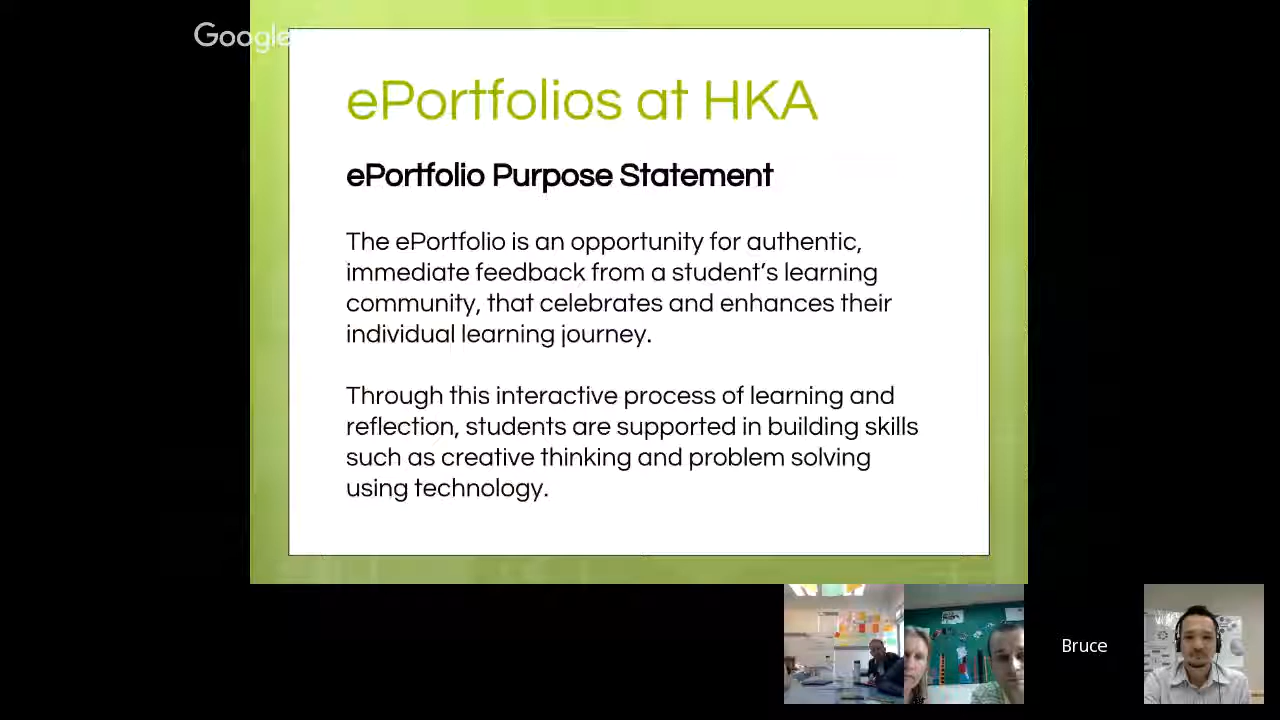 Google
ePortfolios at HKA
ePortfolio Purpose Statement
The ePortfolio is an opportunity for authentic,
immediate feedback from a student’s learning
community, that celebrates and enhances their
individual learning journey.
Through this interactive process of learning and
reflection, students are supported in building skills
such as creative thinking and problem solving
using technology.
Bruce